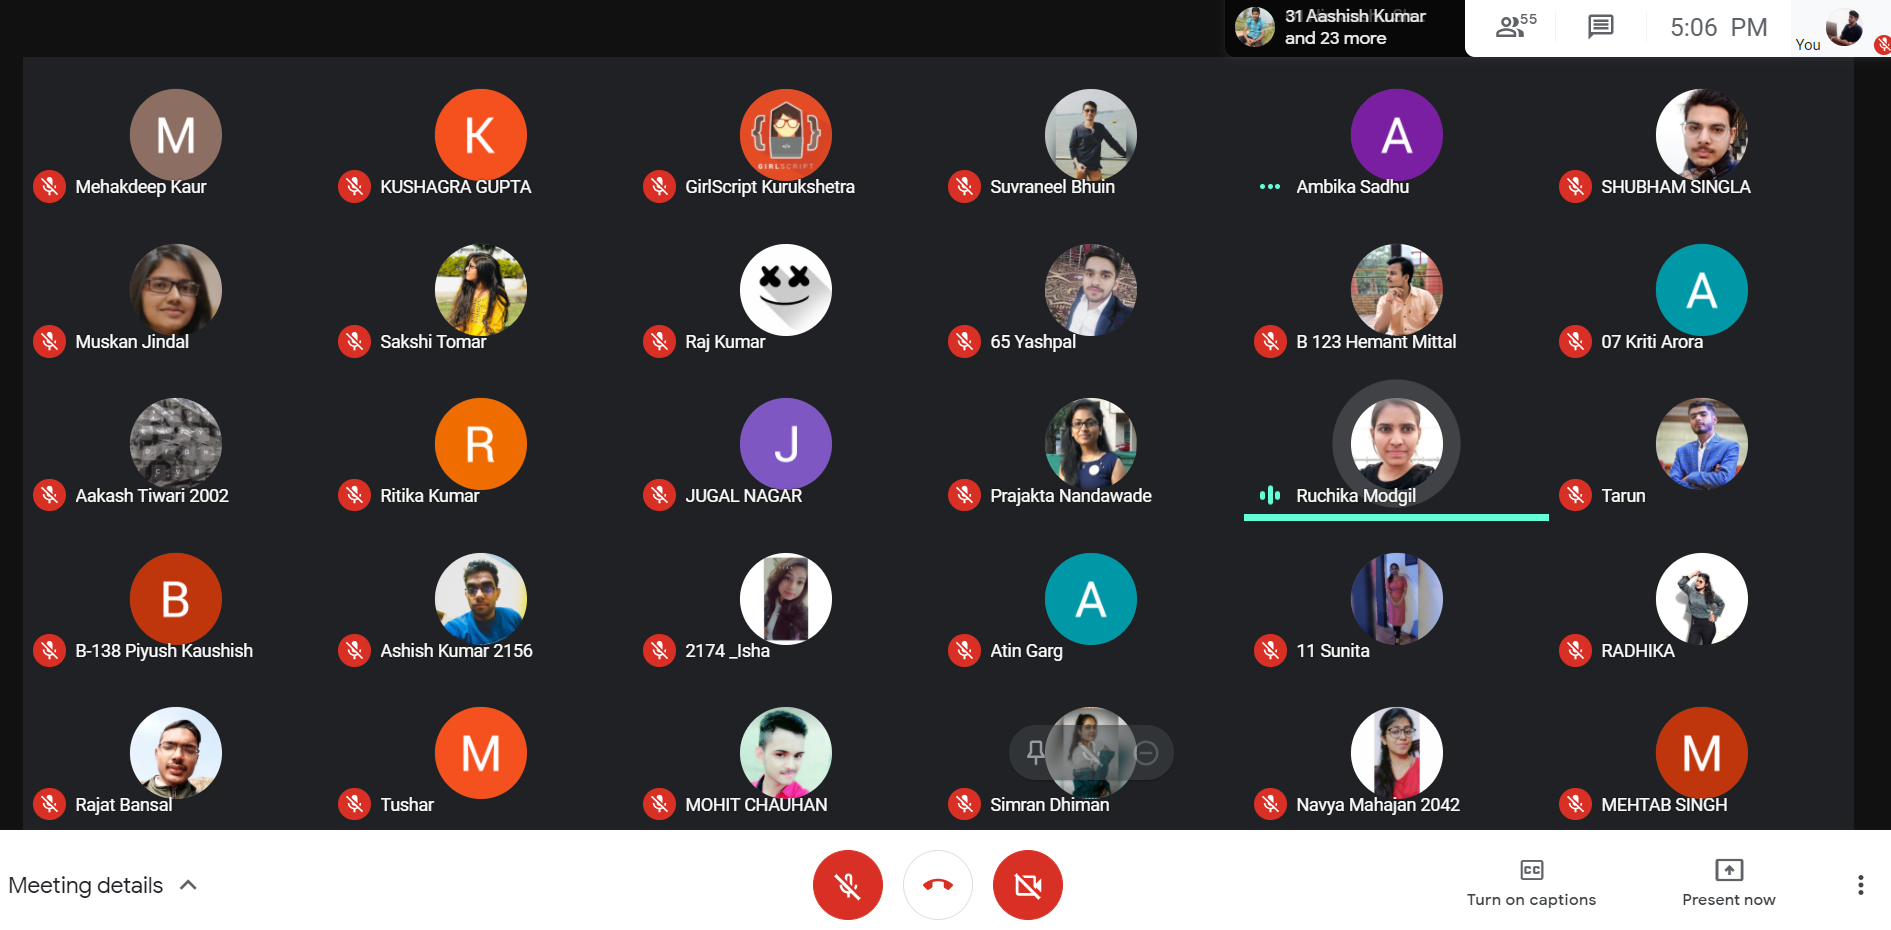 31 Aashish Kumar
and 23 more
55
5:06 PM
You
M
K
GIRLSCRIPT
A
Mehakdeep Kaur
KUSHAGRA GUPTA
GirlScript Kurukshetra
Suvraneel Bhuin
Ambika Sadhu
SHUBHAM SINGLA
A
Muskan Jindal
Sakshi Tomar
Raj Kumar
65 Yashpal
B 123 Hemant Mittal
07 Kriti Arora
R
J
Aakash Tiwari 2002
Ritika Kumar
JUGAL NAGAR
Prajakta Nandawade
Ruchika Modgil
Tarun
B
A
B-138 Piyush Kaushish
Ashish Kumar 2156
2174 _Isha
Atin Garg
11 Sunita
RADHIKA
M
M
Rajat Bansal
Tushar
MOHIT CHAUHAN
Simran Dhiman
Navya Mahajan 2042
MEHTAB SINGH
Meeting details
CC
Turn on captions
Present now